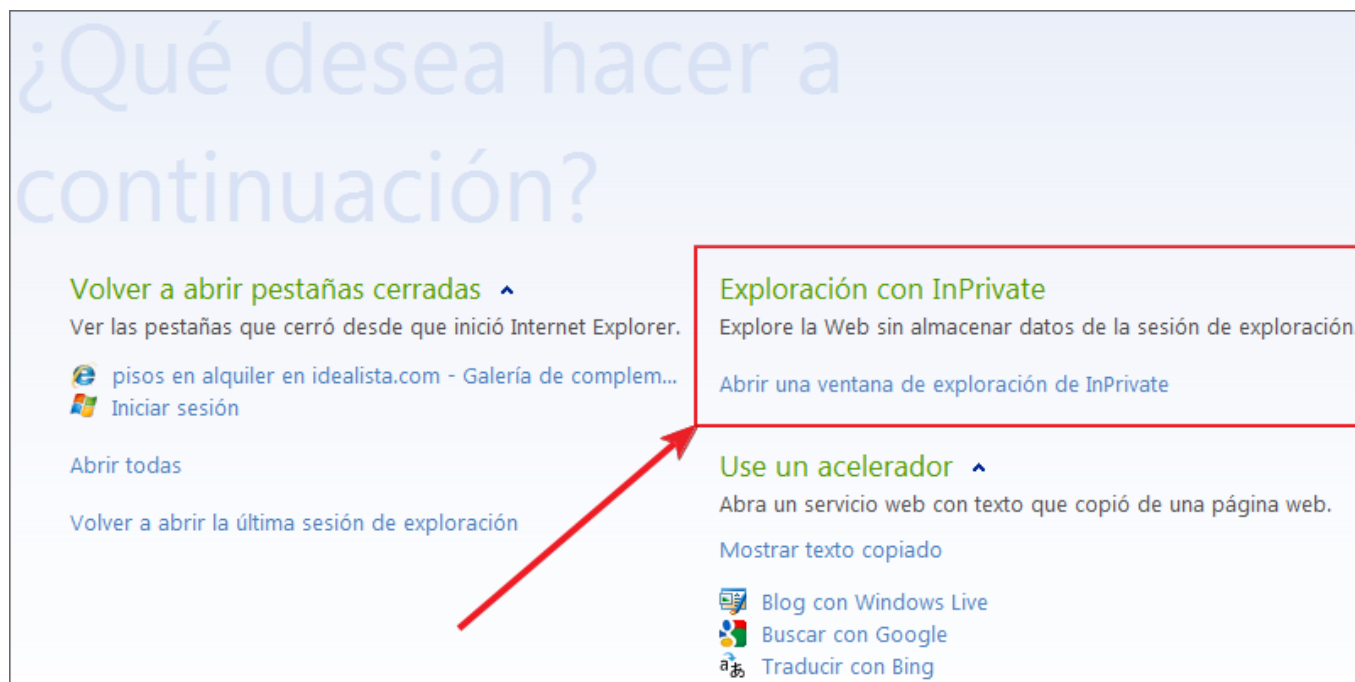 ¿Qué desea hacer a
continuación?
Volver a abrir pestañas cerradas
Ver las pestañas que cerró desde que inició Internet Explorer.
pisos en alquiler en idealista.com - Galería de complem...
Iniciar sesión
Abrir todas
Volver a abrir la última sesión de exploración
Exploración con InPrivate
Explore la Web sin almacenar datos de la sesión de exploración.
Abrir una ventana de exploración de InPrivate
Use un acelerador
Abra un servicio web con texto que copió de una página web.
Mostrar texto copiado
Blog con Windows Live
Buscar con Google
Traducir con Bing